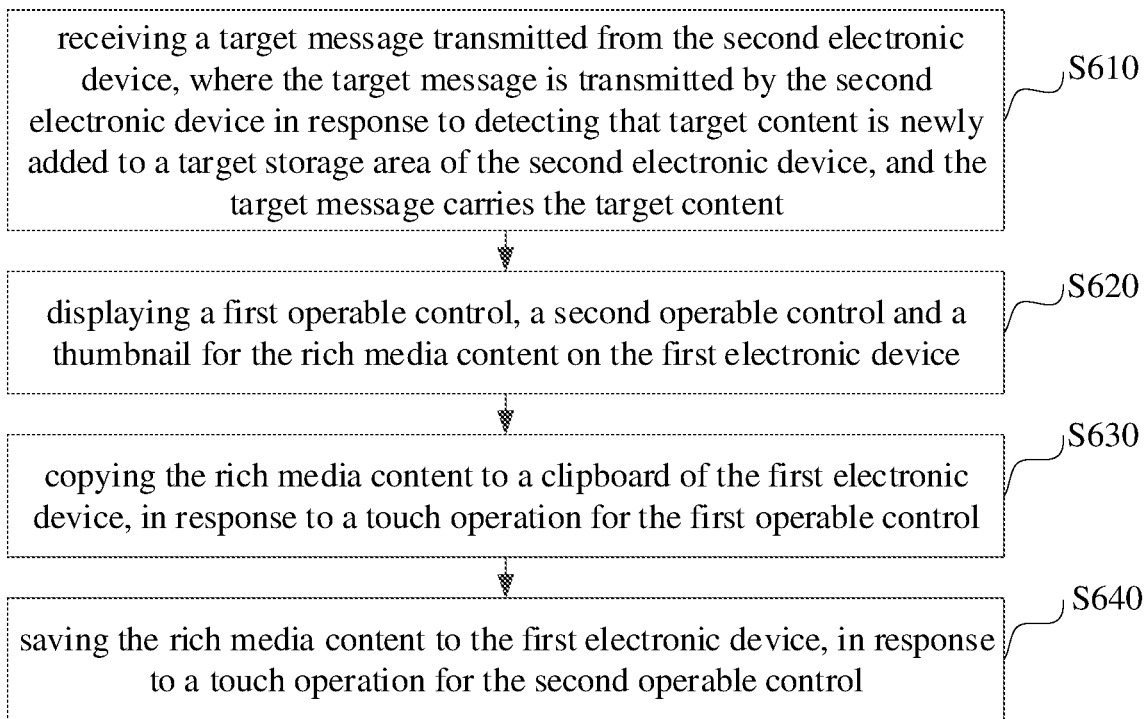 receiving a target message transmitted from the second electronic
device, where the target message is transmitted by the second
electronic device in response to detecting that target content is newly
added to a target storage area of the second electronic device, and the
target message carries the target content
S610
displaying a first operable control, a second operable control and a
thumbnail for the rich media content on the first electronic device
S620
copying the rich media content to a clipboard of the first electronic
device, in response to a touch operation for the first operable control
S630
saving the rich media content to the first electronic device, in response
to a touch operation for the second operable control
S640